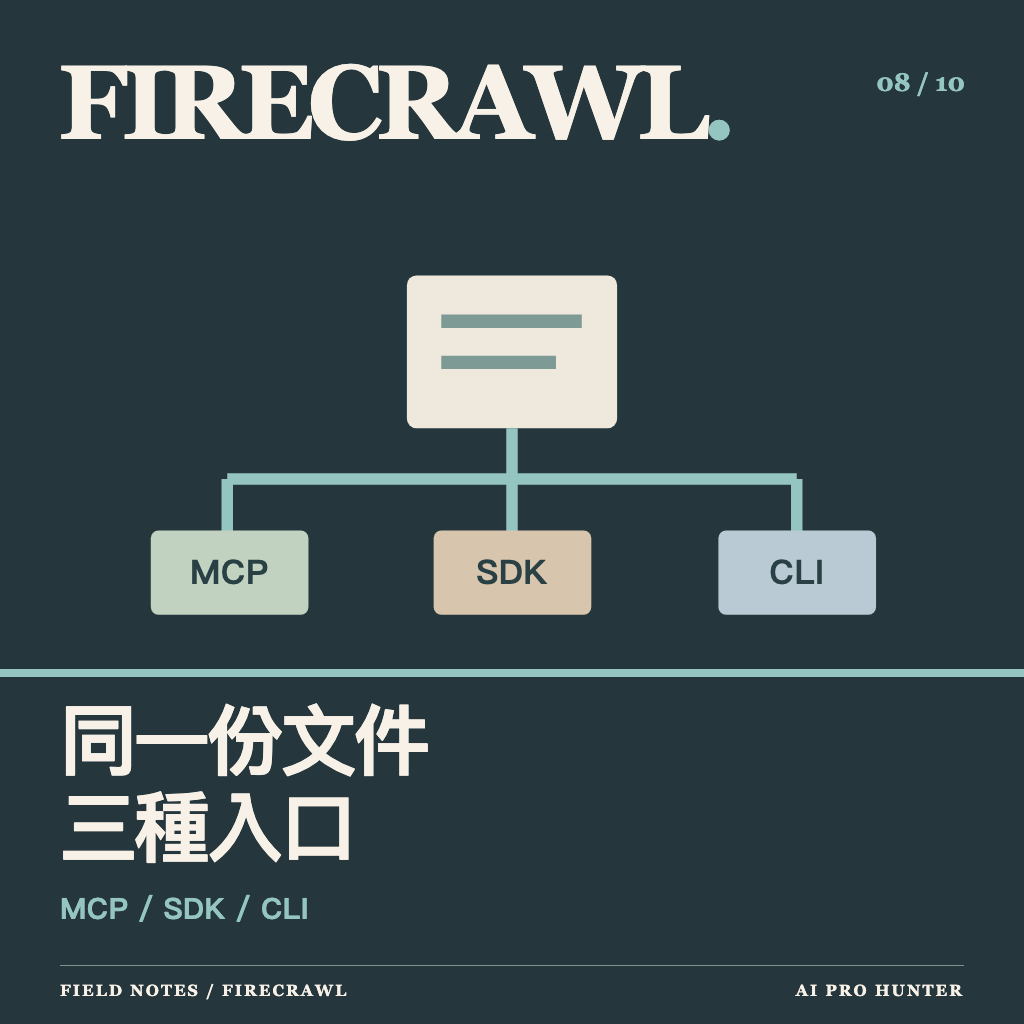 FIRECRAWL.
08 / 10
MCP
SDK
CLI
同一份文件
三種入口
MCP / SDK / CLI
FIELD NOTES / FIRECRAWL
AI PRO HUNTER